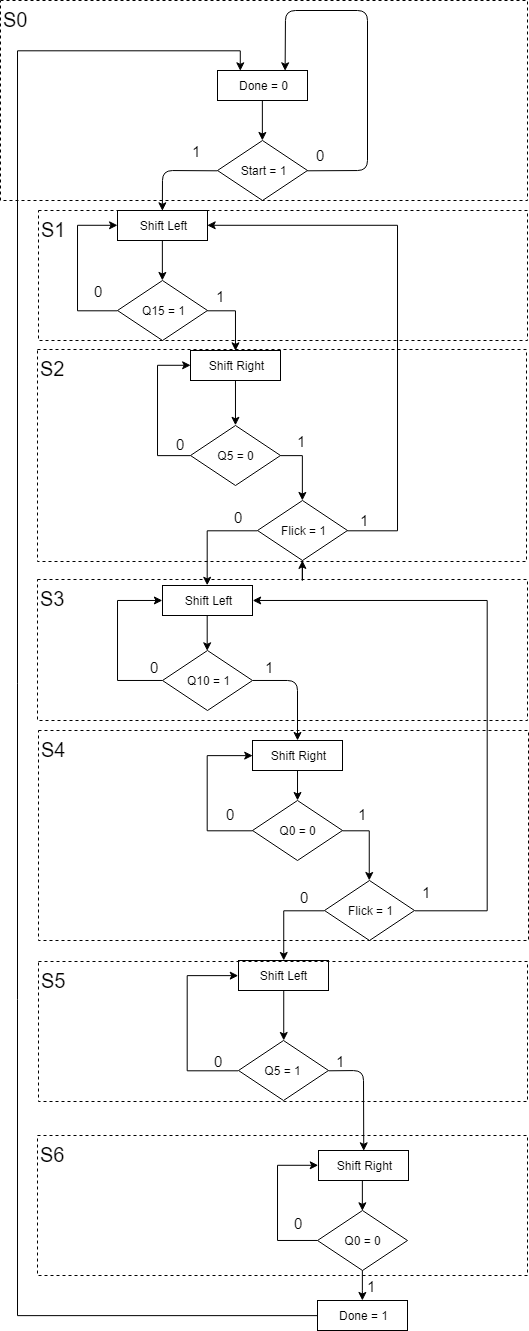 S0
Done = 0
1
0
Start = 1
S1
Shift Left
0
1
Q15 = 1
S2
Shift Right
0
1
Q5 = 0
0
Flick = 1
1
S3
Shift Left
0
1
Q10 = 1
S4
Shift Right
0
1
Q0 = 0
0
1
Flick = 1
S5
Shift Left
0
1
Q5 = 1
S6
Shift Right
0
Q0 = 0
1
Done = 1